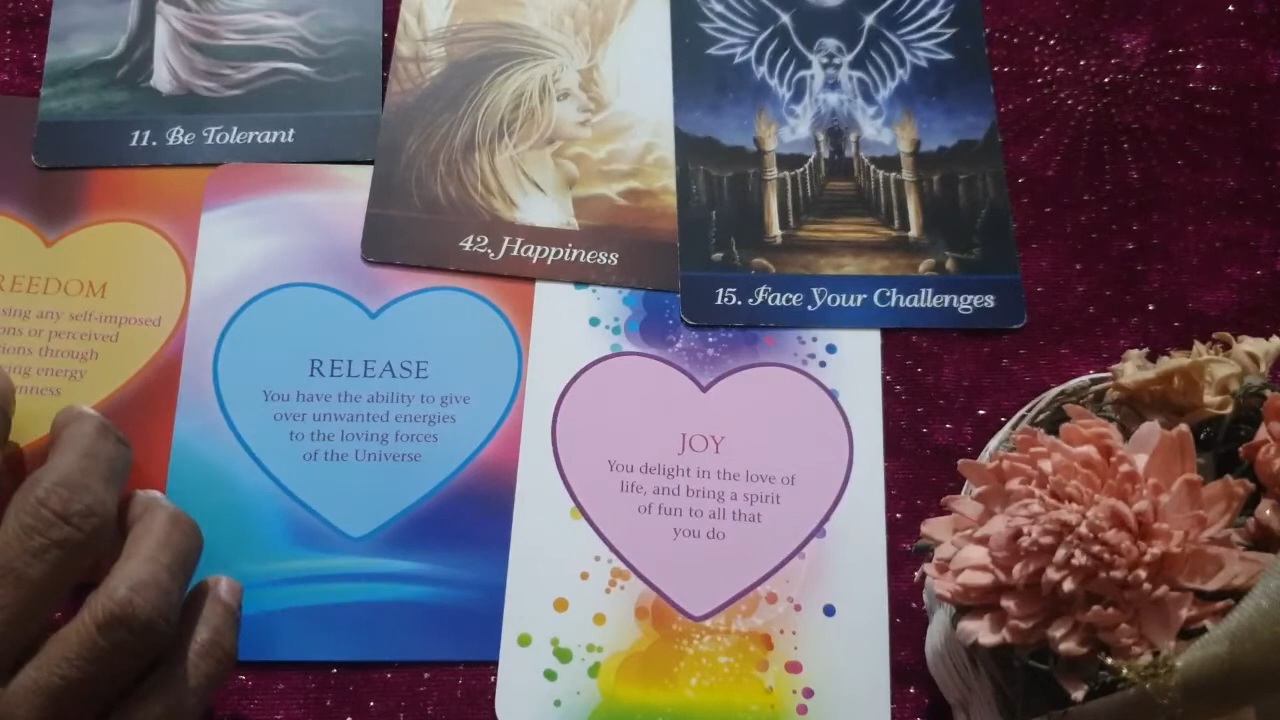 11. Be Tolerant
42. Happiness
15. Face Your Challenges
REEDOM
sing any self-imposed
ons or perceived
tions through
ing energy
mness
RELEASE
You have the ability to give
over unwanted energies
to the loving forces
of the Universe
JOY
You delight in the love of
life, and bring a spirit
of fun to all that
you do